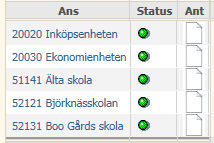 Ans Status Ant
20020 Inköpsenheten
20030 Ekonomienheten
51141 Älta skola
52121 Björknässkolan
52131 Boo Gårds skola